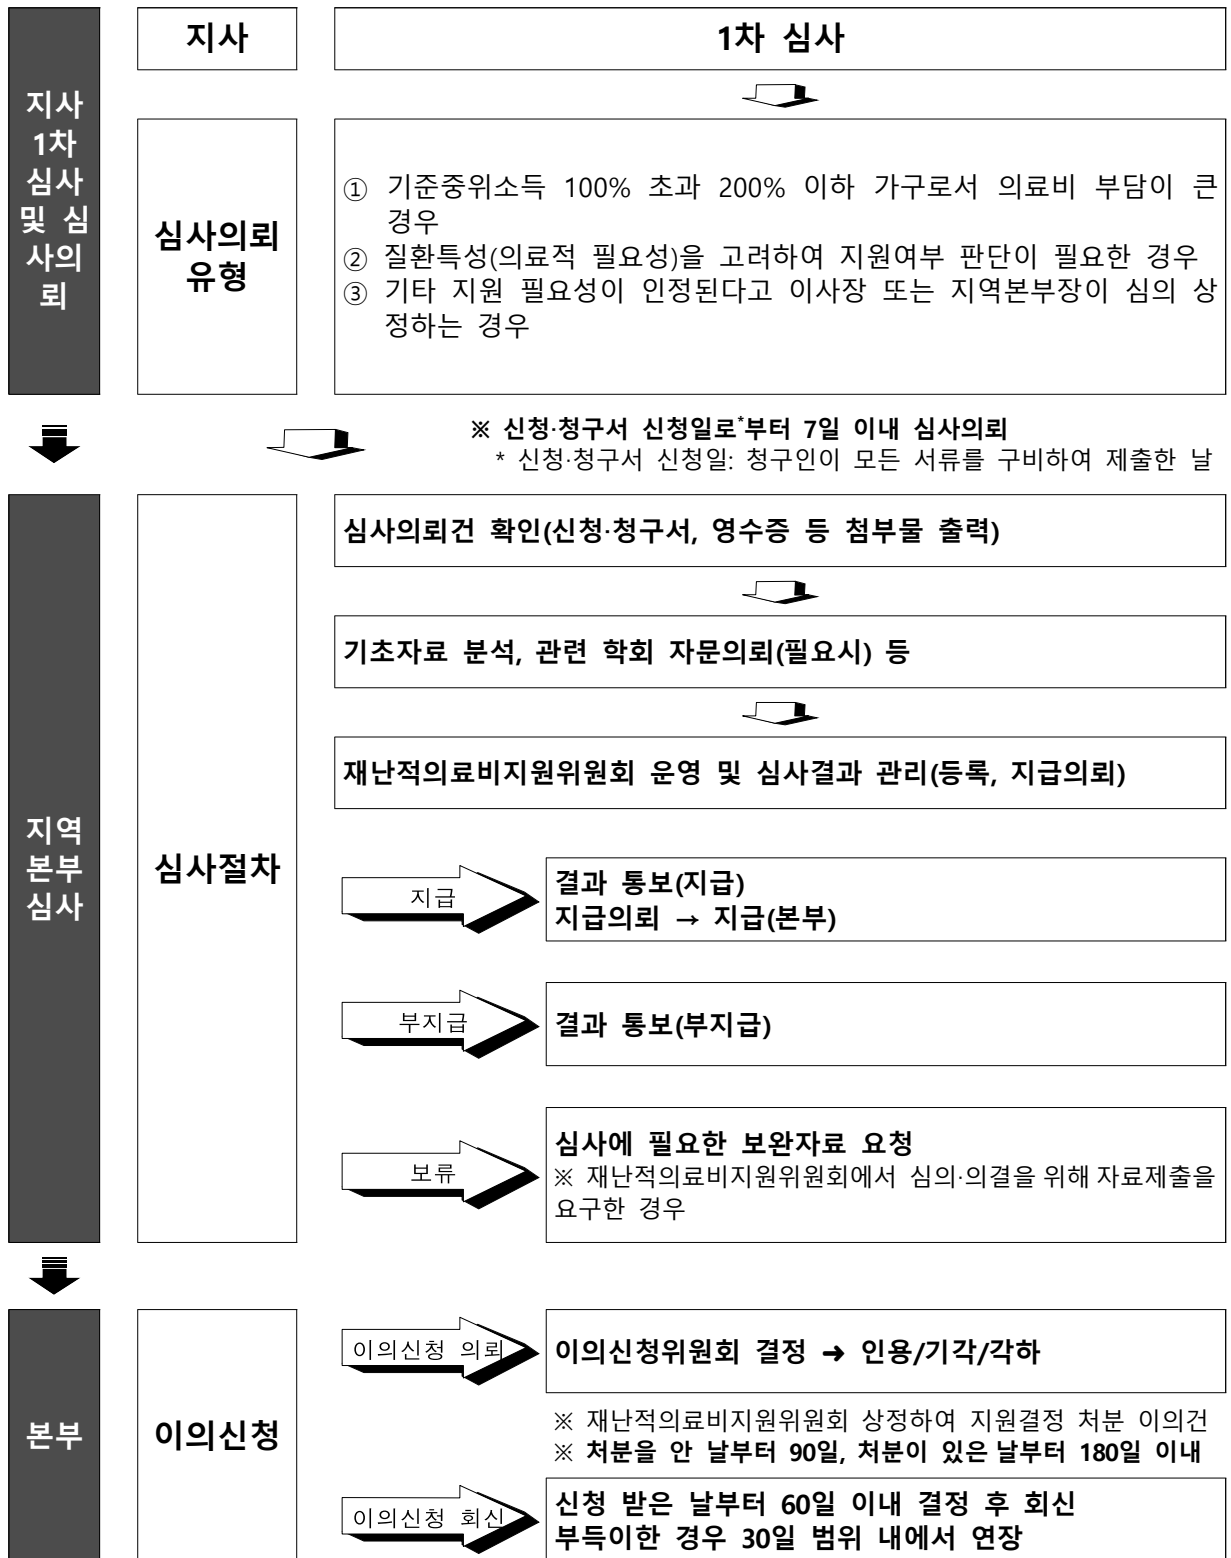 지사
1차
심사
및 심
사의
뢰
지사
1차 심사
심사의뢰
유형
① 기준중위소득 100% 초과 200% 이하 가구로서 의료비 부담이 큰
경우
② 질환특성(의료적 필요성)을 고려하여 지원여부 판단이 필요한 경우
③ 기타 지원 필요성이 인정된다고 이사장 또는 지역본부장이 심의 상
정하는 경우
※ 신청·청구서 신청일로*부터 7일 이내 심사의뢰
* 신청·청구서 신청일: 청구인이 모든 서류를 구비하여 제출한 날
지역
본부
심사
심사절차
심사의뢰건 확인(신청·청구서, 영수증 등 첨부물 출력)
기초자료 분석, 관련 학회 자문의뢰(필요시) 등
재난적의료비지원위원회 운영 및 심사결과 관리(등록, 지급의뢰)
지급
결과 통보(지급)
지급의뢰 → 지급(본부)
부지급
결과 통보(부지급)
보류
심사에 필요한 보완자료 요청
※ 재난적의료비지원위원회에서 심의·의결을 위해 자료제출을
요구한 경우
본부
이의신청
이의신청 의뢰
이의신청위원회 결정 ➜ 인용/기각/각하
※ 재난적의료비지원위원회 상정하여 지원결정 처분 이의건
※ 처분을 안 날부터 90일, 처분이 있은 날부터 180일 이내
이의신청 회신
신청 받은 날부터 60일 이내 결정 후 회신
부득이한 경우 30일 범위 내에서 연장